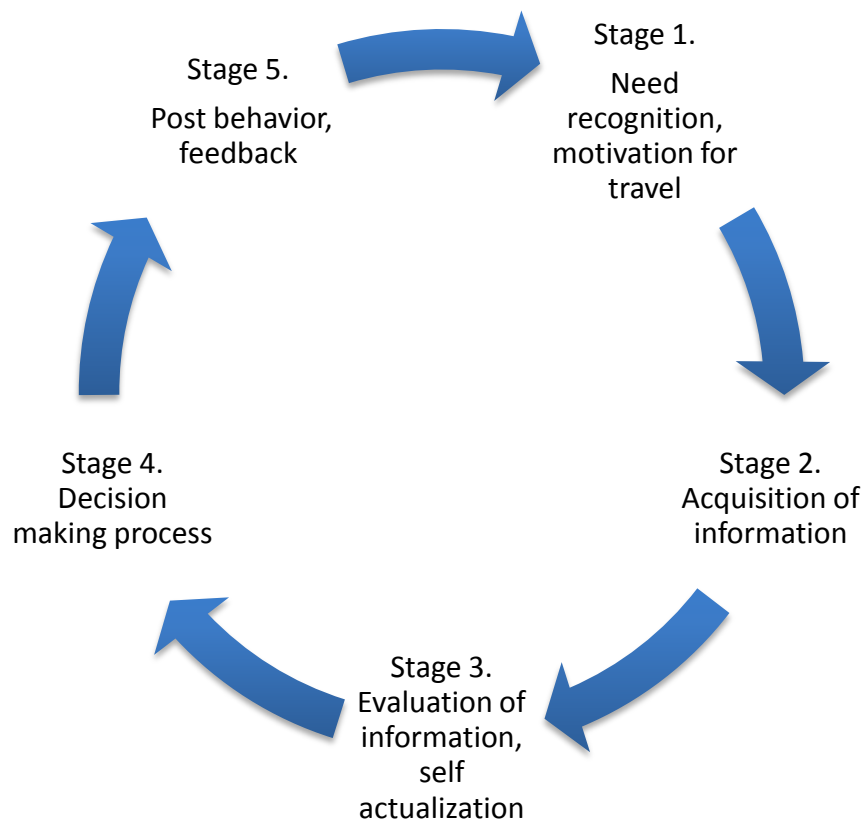 Stage 1.
Need
recognition,
motivation for
travel
Stage 2.
Acquisition of
information
Stage 3.
Evaluation of
information,
self
actualization
Stage 4.
Decision
making process
Stage 5.
Post behavior,
feedback